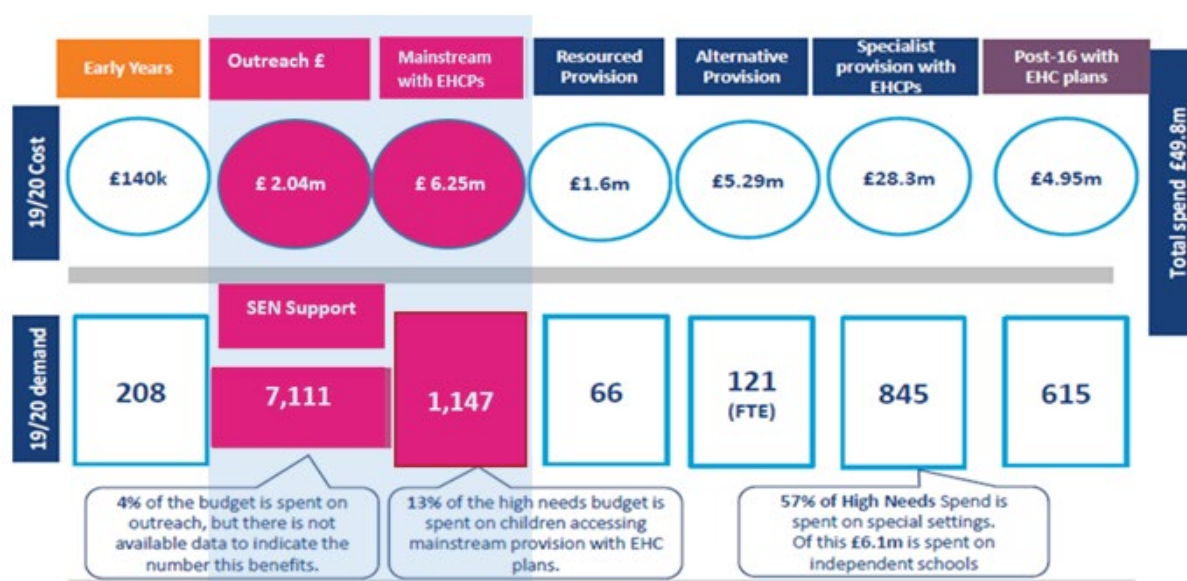 Early Years
Outreach £
Mainstream
with EHCPs
Resourced
Provision
Alternative
Provision
Specialist
provision with
EHCPs
Post-16 with
EHC plans
Total spend £49.8m
19/20 Cost
£140k
£ 2.04m
£ 6.25m
£1.6m
£5.29m
£28.3m
£4.95m
SEN Support
19/20 demand
208
7,111
1,147
66
121
(FTE)
845
615
4% of the budget is spent on
outreach, but there is not
available data to indicate the
number this benefits.
13% of the high needs budget is
spent on children accessing
mainstream provision with EHC
plans.
57% of High Needs Spend is
spent on special settings.
Of this £6.1m is spent on
independent schools